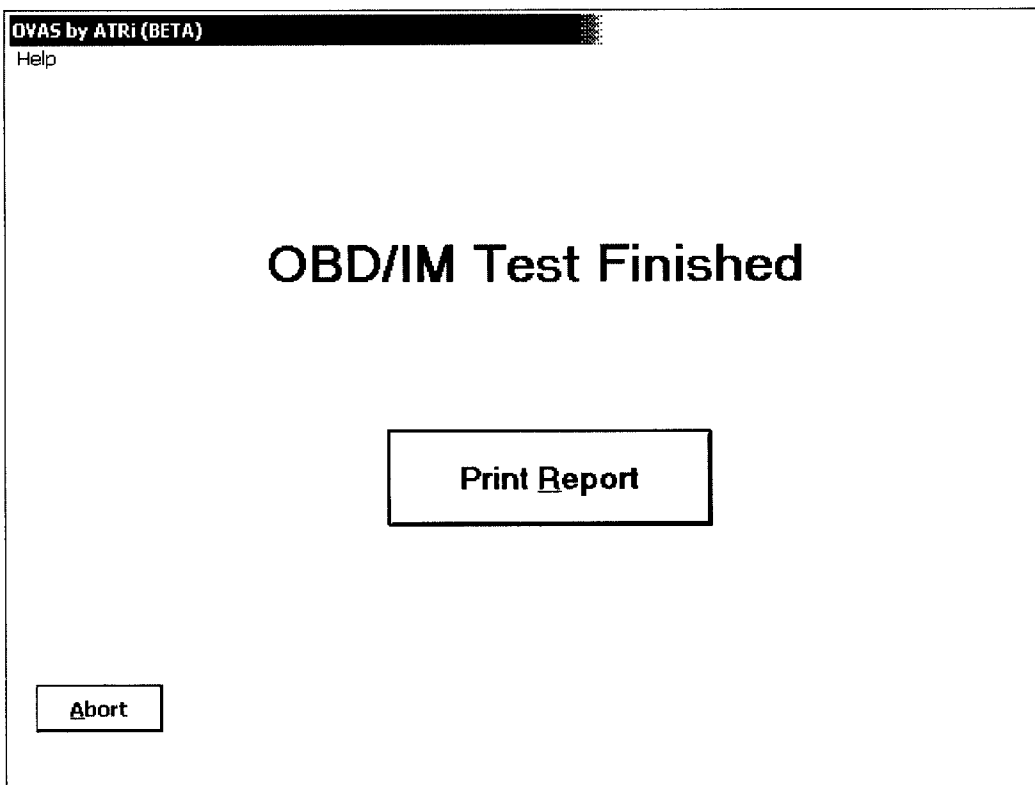 OVAS by ATRi (BETA)
Help
OBD/IM Test Finished
Print Report
Abort